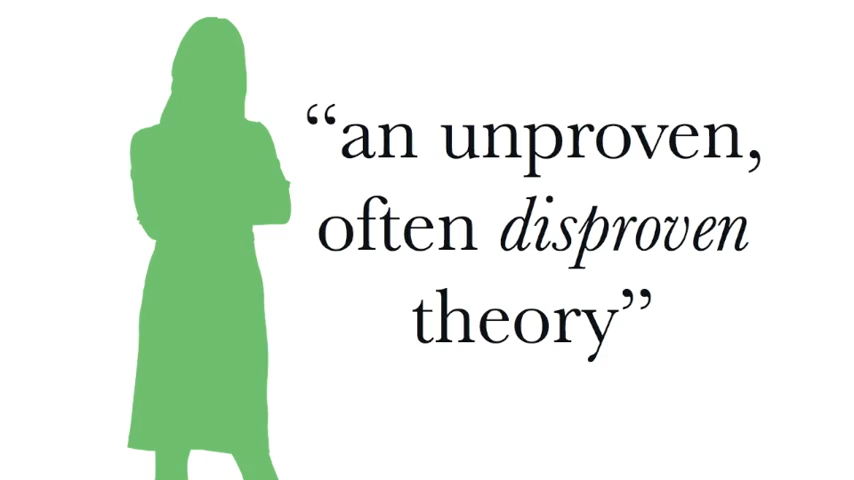 “an unproven,
often disproven
theory”